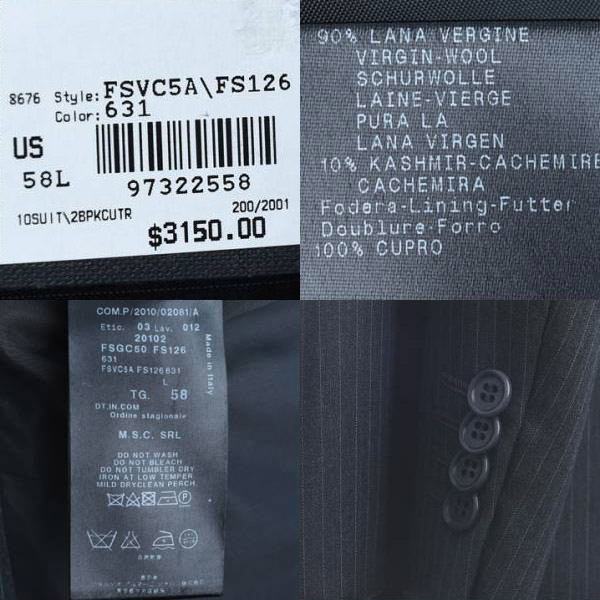 8676 Style: FSVC5A\FS126
Color: 631
US
58L
97322558
10SUIT\2BPKCUTR 200/2001
$3150.00
90% LANA VERGINE
VIRGIN-WOOL
SCHURWOLLE
LAINE-VIERGE
PURA LA
LANA VIRGEN
10% KASHMIR-CACHEMIRE
CACHEMIRA
Fodera-Lining-Futter
Doublure-Forro
100% CUPRO
COM.P/2010/02081/A
Etic. 03 Lav. 012
20102
FSGC50 FS126
631
FSVC5A FS126631
L
TG. 58
DT.IN.COM
Ordine stagionale
M.S.C. SRL
DO NOT WASH
DO NOT BLEACH
DO NOT TUMBLER DRY
IRON AT LOW TEMPER
MILD DRYCLEAN PERCH.
Made in Italy